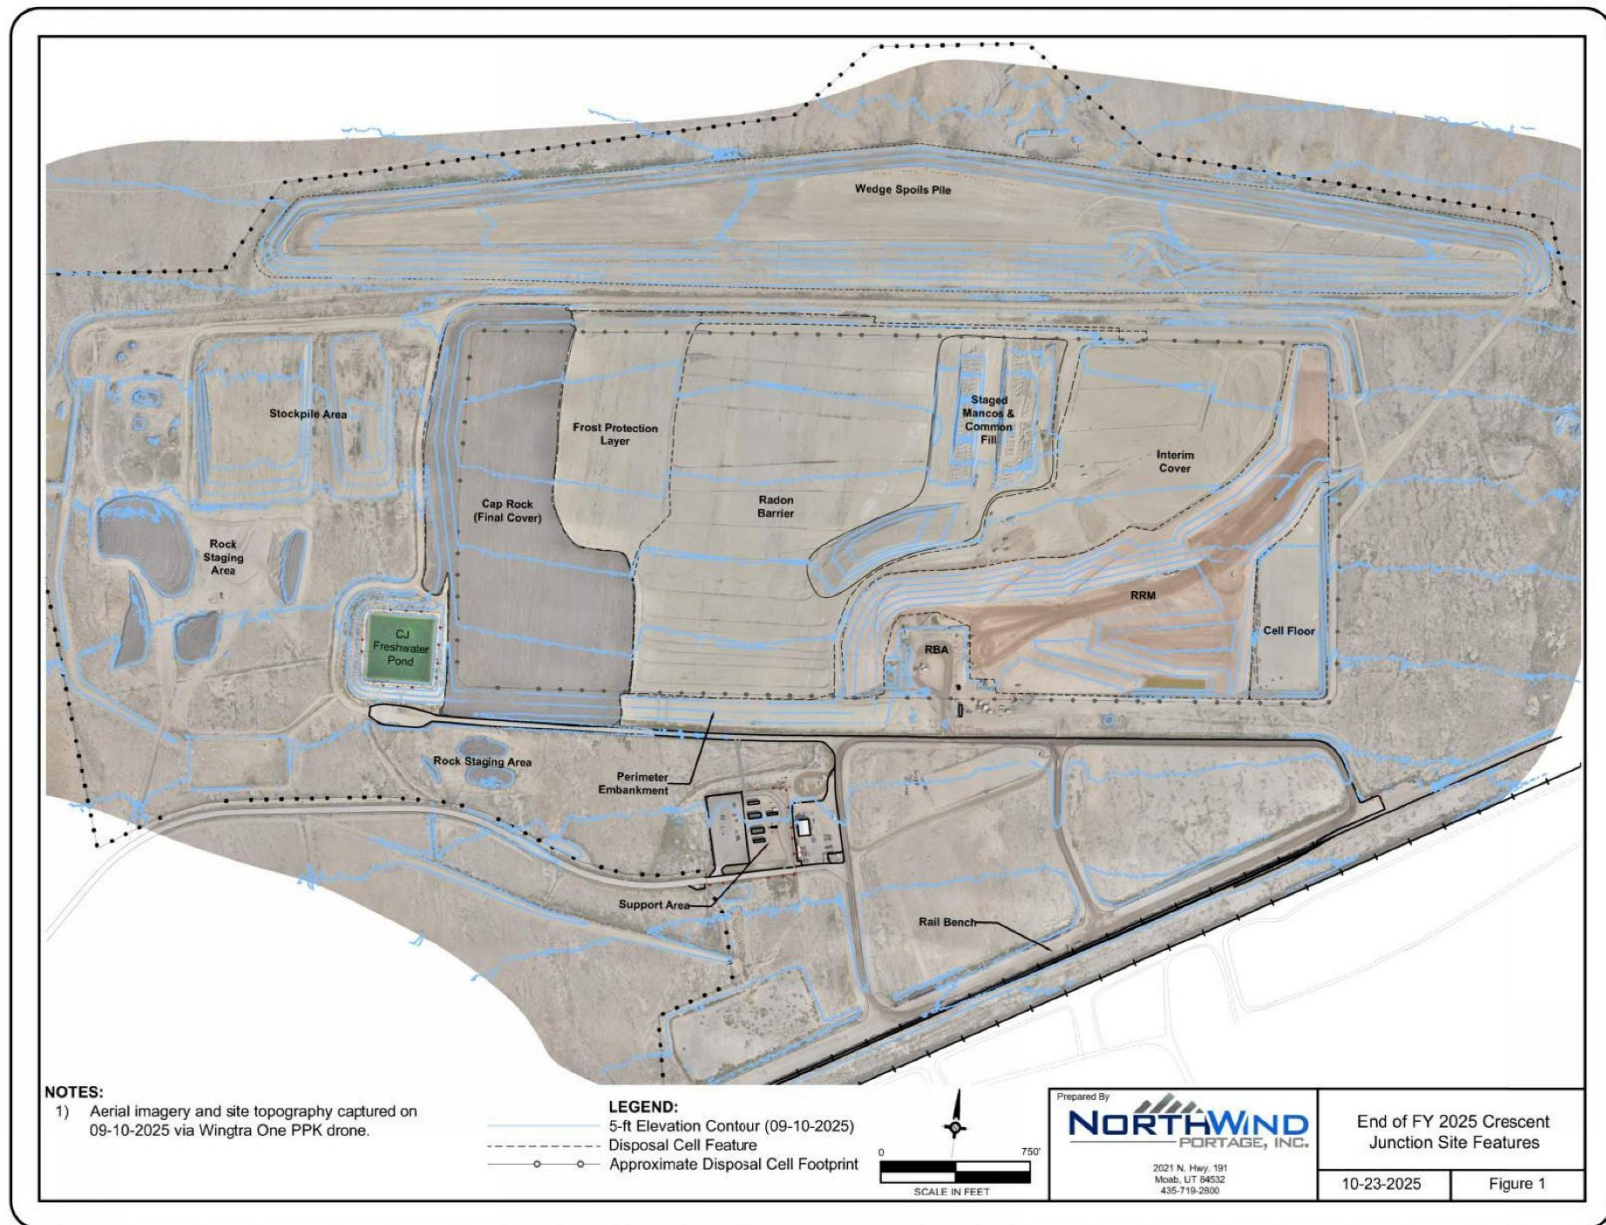 Wedge Spoils Pile
Stockpile Area
Frost Protection
Layer
Staged
Mancos &
Common
Fill
Interim
Cover
Cap Rock
(Final Cover)
Radon
Barrier
Rock
Staging
Area
RRM
CJ
Freshwater
Pond
RBA
Cell Floor
Rock Staging Area
Perimeter
Embankment
Support Area
Rail Bench
NOTES:
1) Aerial imagery and site topography captured on
09-10-2025 via Wingtra One PPK drone.
LEGEND:
5-ft Elevation Contour (09-10-2025)
Disposal Cell Feature
Approximate Disposal Cell Footprint
0 750'
SCALE IN FEET
Prepared By
NORTHWIND
PORTAGE, INC.
2021 N. Hwy. 191
Moab, UT 84532
435-719-2800
End of FY 2025 Crescent
Junction Site Features
10-23-2025
Figure 1